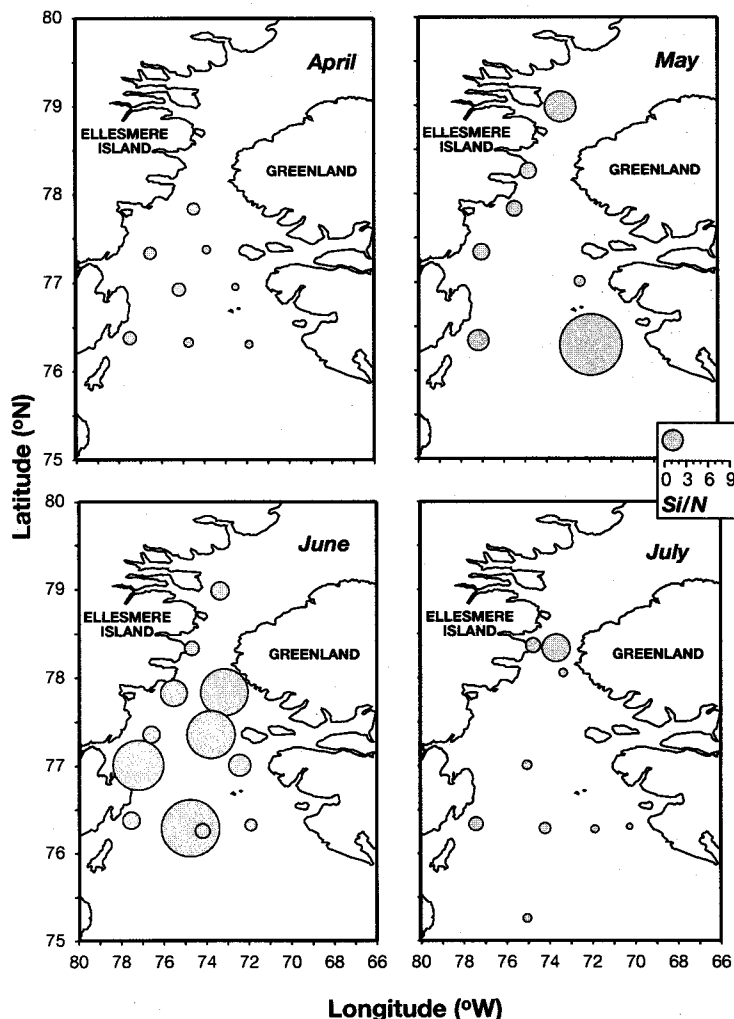 80
79
78
77
76
75
April
ELLESMERE
ISLAND
GREENLAND
May
ELLESMERE
ISLAND
GREENLAND
0 3 6 9
Si/N
Latitude (ºN)
80
79
78
77
76
75
June
ELLESMERE
ISLAND
GREENLAND
80 78 76 74 72 70 68 66
July
ELLESMERE
ISLAND
GREENLAND
80 78 76 74 72 70 68 66
Longitude (ºW)